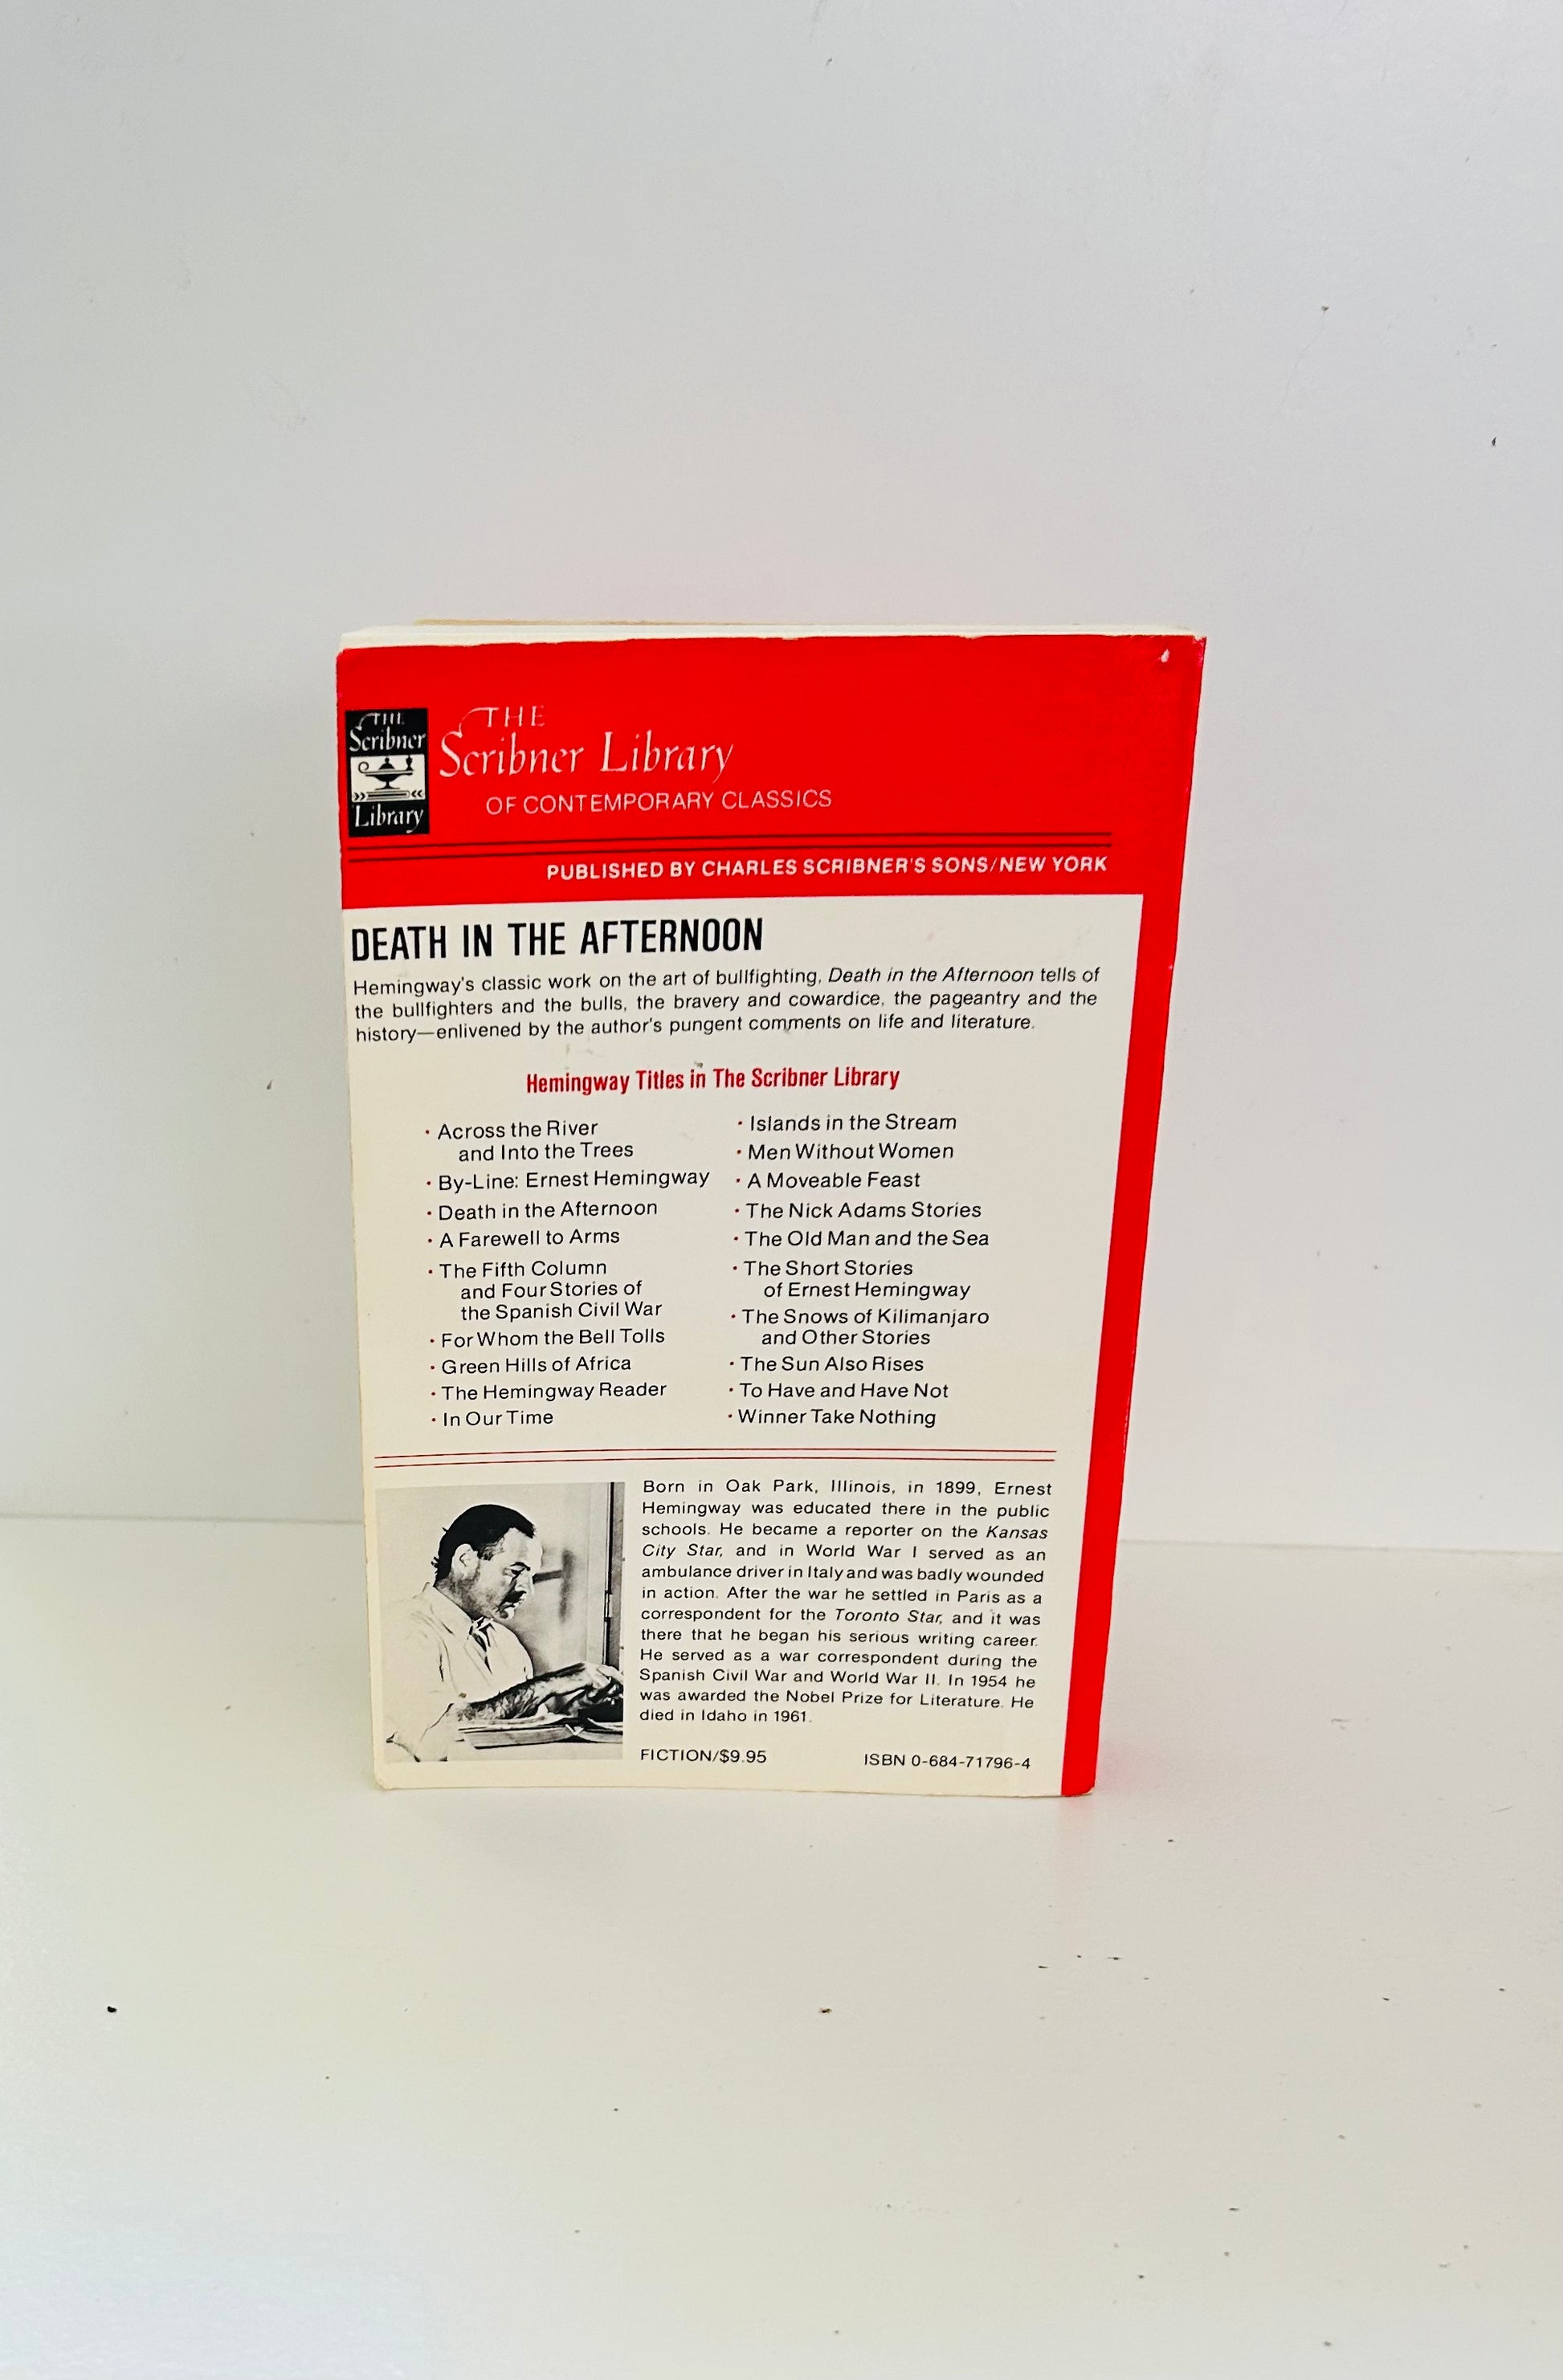 THE
Scribner
Library
THE
Scribner Library
OF CONTEMPORARY CLASSICS
PUBLISHED BY CHARLES SCRIBNER'S SONS/NEW YORK
DEATH IN THE AFTERNOON
Hemingway's classic work on the art of bullfighting, Death in the Afternoon tells of
the bullfighters and the bulls, the bravery and cowardice, the pageantry and the
history—enlivened by the author's pungent comments on life and literature.
Hemingway Titles in The Scribner Library
· Across the River
and Into the Trees
· By-Line: Ernest Hemingway
· Death in the Afternoon
· A Farewell to Arms
· The Fifth Column
and Four Stories of
the Spanish Civil War
· For Whom the Bell Tolls
· Green Hills of Africa
· The Hemingway Reader
· In Our Time
· Islands in the Stream
· Men Without Women
· A Moveable Feast
· The Nick Adams Stories
· The Old Man and the Sea
· The Short Stories
of Ernest Hemingway
· The Snows of Kilimanjaro
and Other Stories
· The Sun Also Rises
· To Have and Have Not
· Winner Take Nothing
Born in Oak Park, Illinois, in 1899, Ernest
Hemingway was educated there in the public
schools. He became a reporter on the Kansas
City Star, and in World War I served as an
ambulance driver in Italy and was badly wounded
in action. After the war he settled in Paris as a
correspondent for the Toronto Star, and it was
there that he began his serious writing career.
He served as a war correspondent during the
Spanish Civil War and World War II. In 1954 he
was awarded the Nobel Prize for Literature. He
died in Idaho in 1961.
FICTION/$9.95
ISBN 0-684-71796-4